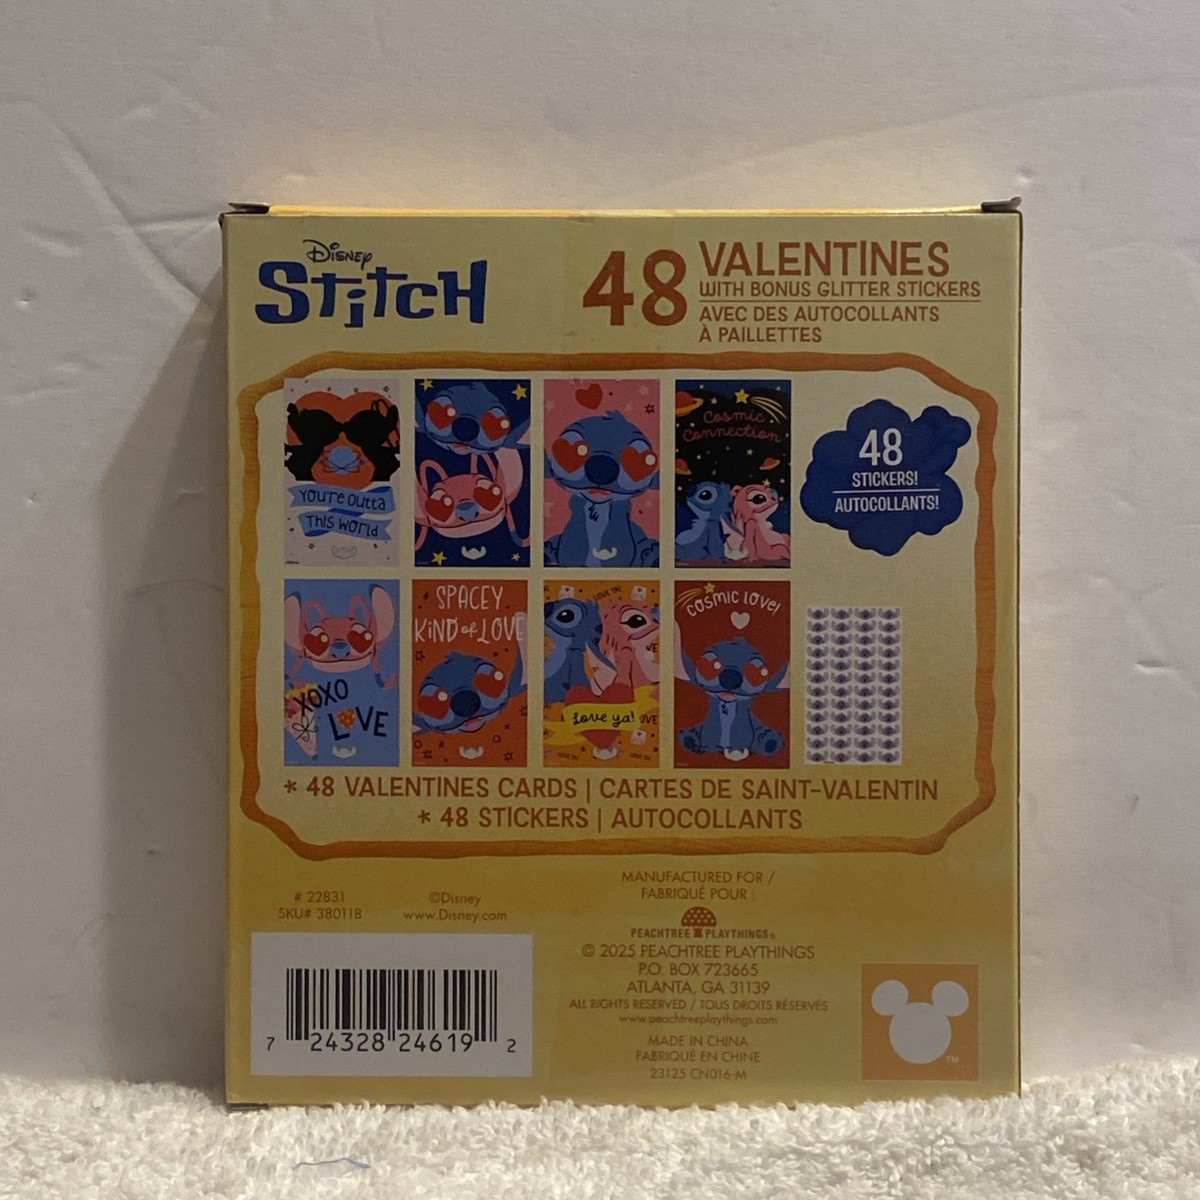 Disney
Stitch
48 VALENTINES
WITH BONUS GLITTER STICKERS
AVEC DES AUTOCOLLANTS
À PAILLETTES
You're outta
This world
Cosmic
Connection
48
STICKERS!
AUTOCOLLANTS!
XOXO
LOVE
SPACEY
KIND of LOVE
LOVE YA!
Love ya!
COSMIC LOVE!
* 48 VALENTINES CARDS | CARTES DE SAINT-VALENTIN
* 48 STICKERS | AUTOCOLLANTS
# 22831
SKU# 380118
©Disney
www.Disney.com
MANUFACTURED FOR /
FABRIQUÉ POUR :
PEACHTREE PLAYTHINGS®
© 2025 PEACHTREE PLAYTHINGS
P.O. BOX 723665
ATLANTA, GA 31139
ALL RIGHTS RESERVED / TOUS DROITS RÉSERVÉS
www.peachtreeplaythings.com
MADE IN CHINA
FABRIQUÉ EN CHINE
23125 CN016-M
7 24328 24619 2
TM